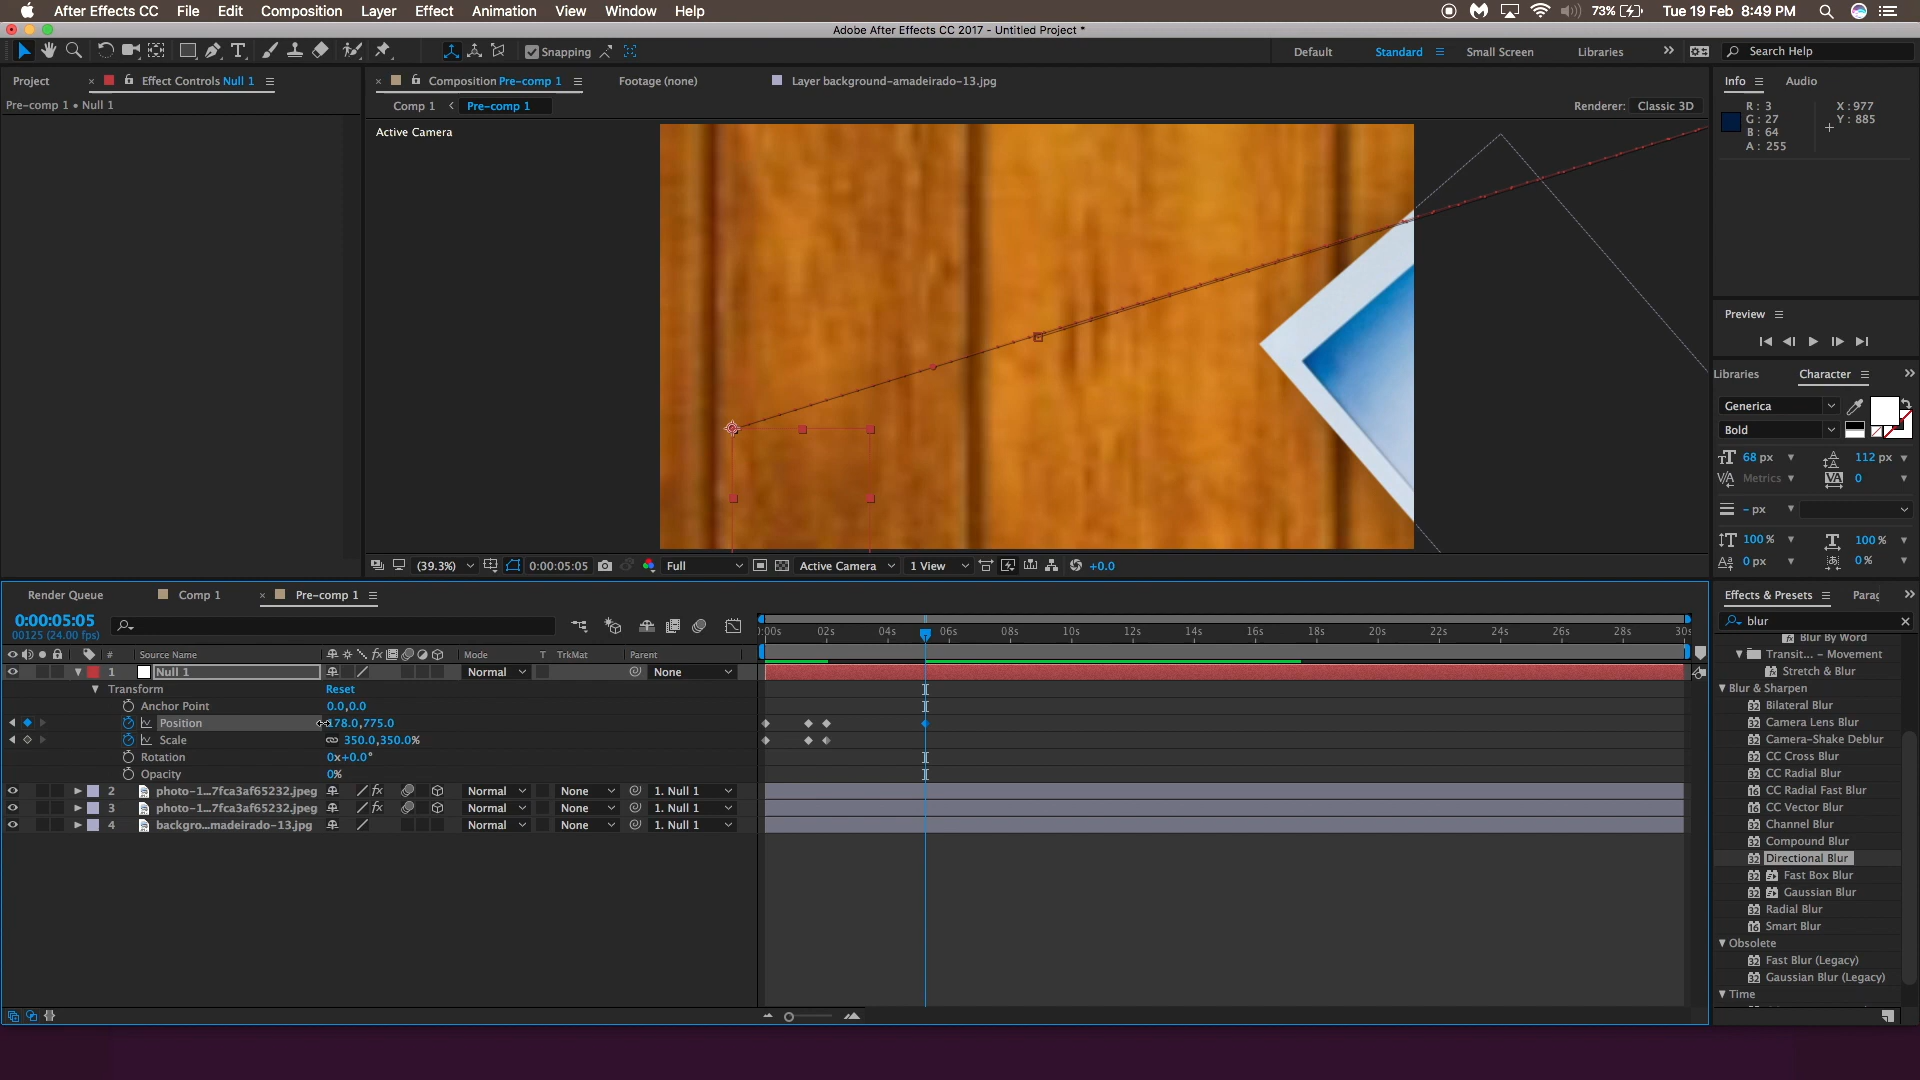 After Effects CC File Edit Composition Layer Effect Animation View Window Help 73% Tue 19 Feb 8:49 PM
Adobe After Effects CC 2017 - Untitled Project *
Snapping Default Standard Small Screen Libraries Search Help
Project Effect Controls Null 1 Composition Pre-comp 1 Footage (none) Layer background-amadeirado-13.jpg Info Audio
Pre-comp 1 • Null 1 Comp 1 Pre-comp 1 Renderer: Classic 3D
R : 3 X : 977
G : 27 Y : 885
B : 64
A : 255
Active Camera
Preview
Libraries Character
Generica
Bold
68 px 112 px
Metrics 0
- px
100 % 100 %
0 px 0 %
(39.3%) 0:00:05:05 Full Active Camera 1 View +0.0
Render Queue Comp 1 Pre-comp 1 Effects & Presets Parag
0:00:05:05
00125 (24.00 fps)
:00s 02s 04s 06s 08s 10s 12s 14s 16s 18s 20s 22s 24s 26s 28s 30s
# Source Name Mode T TrkMat Parent
1 Null 1 Normal None
Transform Reset
Anchor Point 0.0,0.0
Position 178.0,775.0
Scale 350.0,350.0%
Rotation 0x+0.0°
Opacity 0%
2 photo-1...7fca3af65232.jpeg Normal None 1. Null 1
3 photo-1...7fca3af65232.jpeg Normal None 1. Null 1
4 backgro...madeirado-13.jpg Normal None 1. Null 1
blur
Blur By Word
Transit... – Movement
Stretch & Blur
Blur & Sharpen
Bilateral Blur
Camera Lens Blur
Camera-Shake Deblur
CC Cross Blur
CC Radial Blur
CC Radial Fast Blur
CC Vector Blur
Channel Blur
Compound Blur
Directional Blur
Fast Box Blur
Gaussian Blur
Radial Blur
Smart Blur
Obsolete
Fast Blur (Legacy)
Gaussian Blur (Legacy)
Time